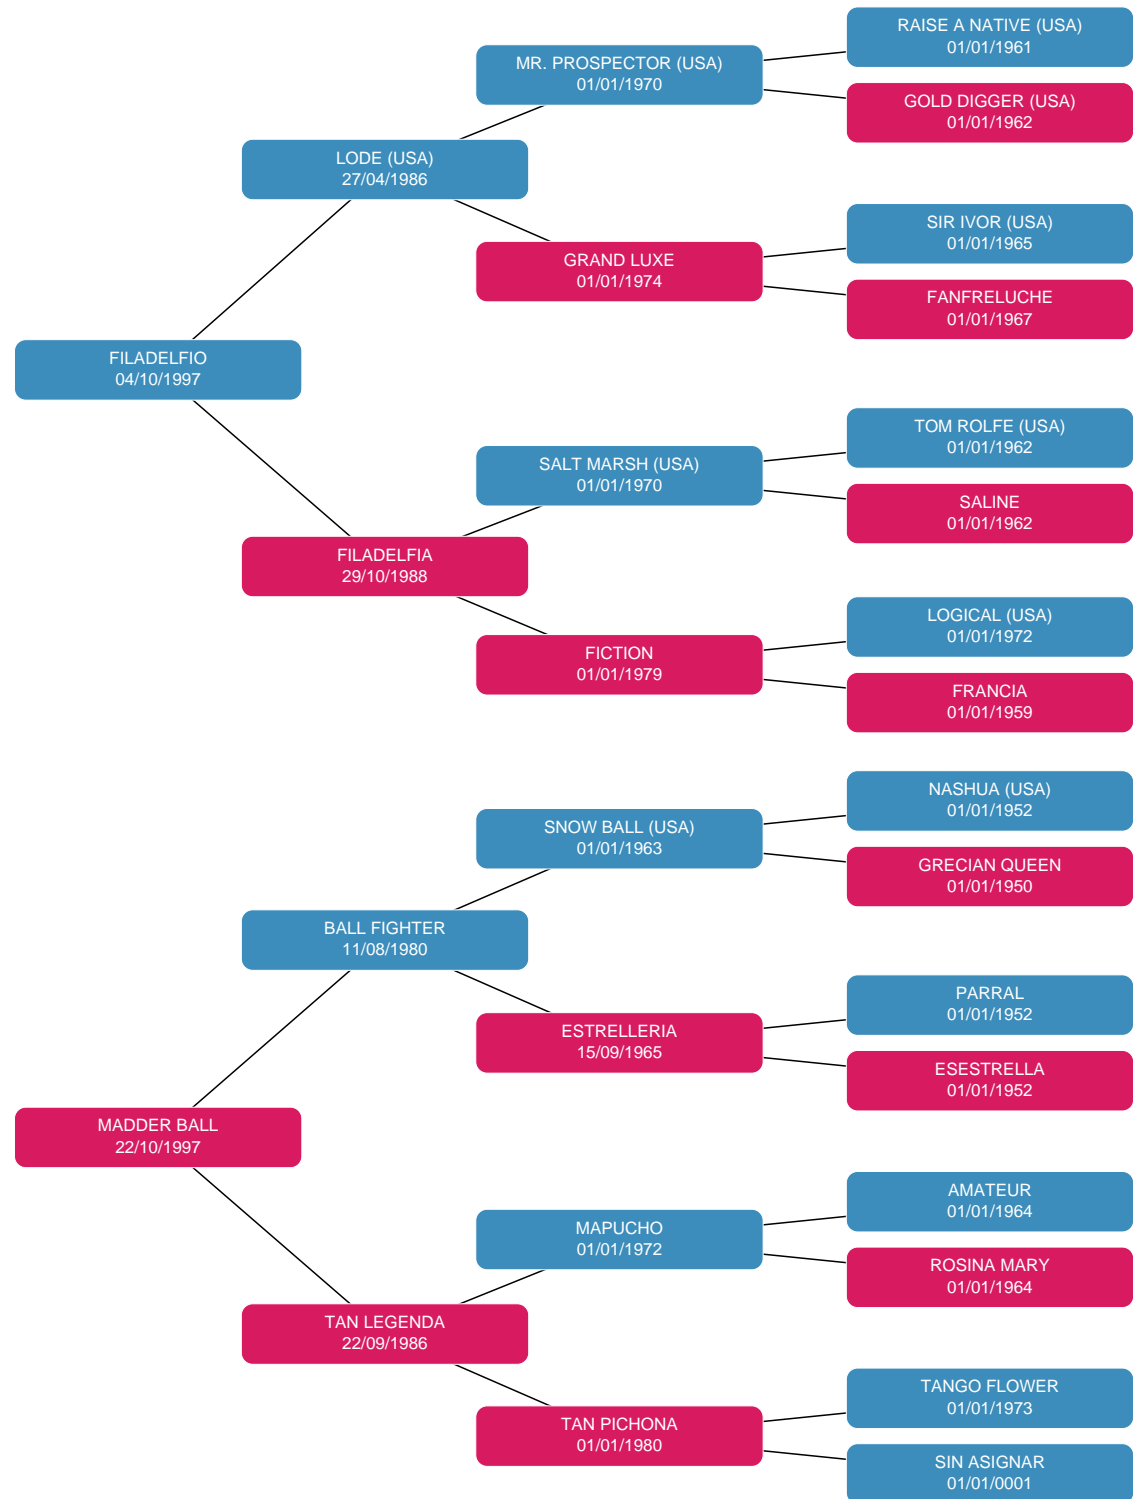 RAISE A NATIVE (USA)
01/01/1961
MR. PROSPECTOR (USA)
01/01/1970
GOLD DIGGER (USA)
01/01/1962
LODE (USA)
27/04/1986
SIR IVOR (USA)
01/01/1965
GRAND LUXE
01/01/1974
FANFRELUCHE
01/01/1967
FILADELFIO
04/10/1997
TOM ROLFE (USA)
01/01/1962
SALT MARSH (USA)
01/01/1970
SALINE
01/01/1962
FILADELFIA
29/10/1988
LOGICAL (USA)
01/01/1972
FICTION
01/01/1979
FRANCIA
01/01/1959
NASHUA (USA)
01/01/1952
SNOW BALL (USA)
01/01/1963
GRECIAN QUEEN
01/01/1950
BALL FIGHTER
11/08/1980
PARRAL
01/01/1952
ESTRELLERIA
15/09/1965
ESESTRELLA
01/01/1952
MADDER BALL
22/10/1997
AMATEUR
01/01/1964
MAPUCHO
01/01/1972
ROSINA MARY
01/01/1964
TAN LEGENDA
22/09/1986
TANGO FLOWER
01/01/1973
TAN PICHONA
01/01/1980
SIN ASIGNAR
01/01/0001